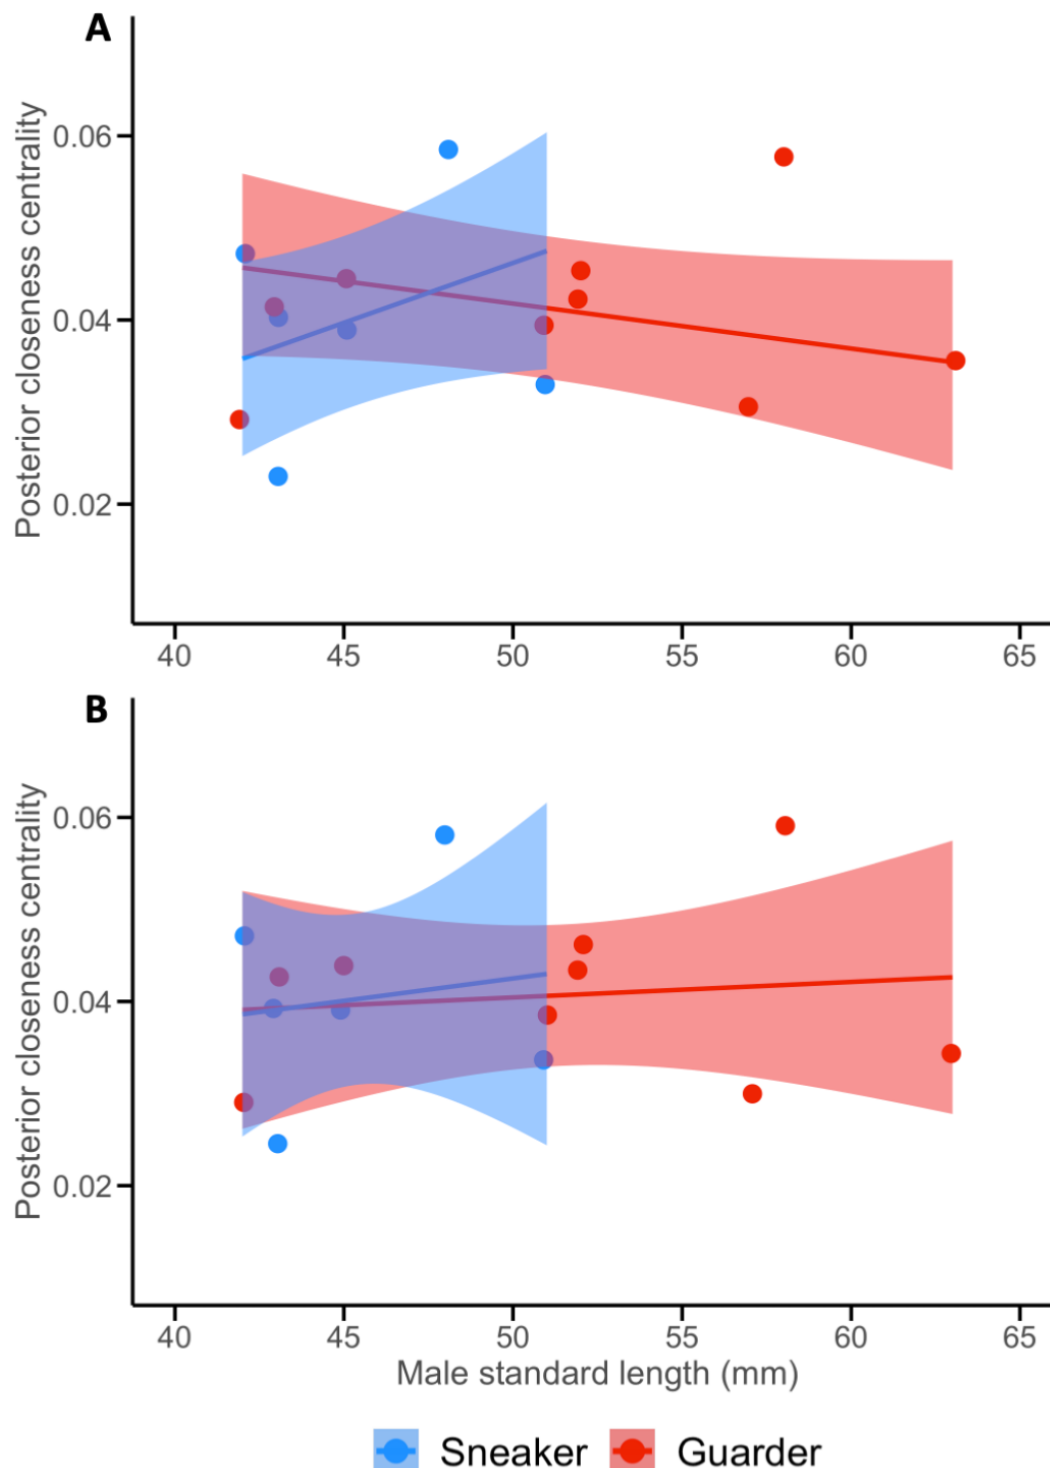 A
Posterior closeness centrality
0.06
0.04
0.02
40 45 50 55 60 65
B
Posterior closeness centrality
0.06
0.04
0.02
40 45 50 55 60 65
Male standard length (mm)
Sneaker Guarder